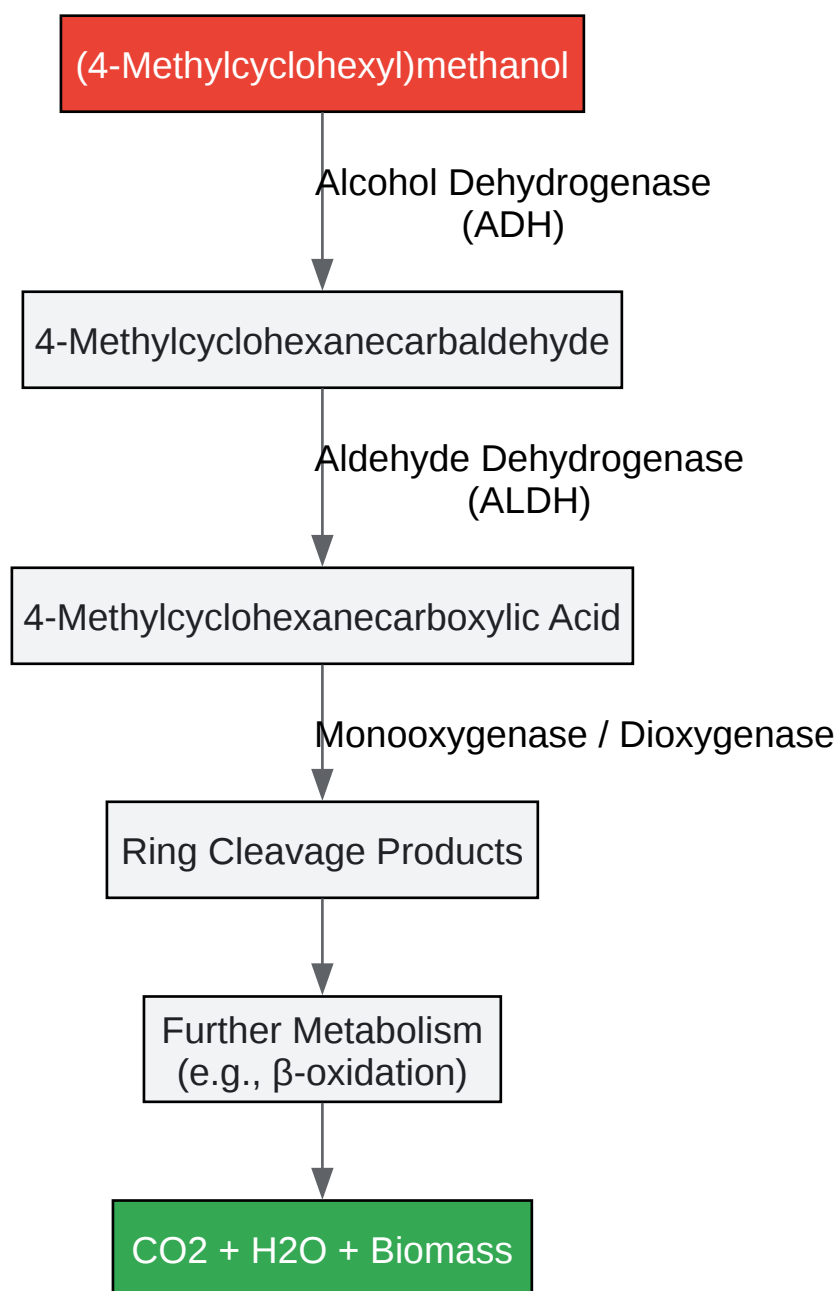 (4-Methylcyclohexyl)methanol
Alcohol Dehydrogenase
(ADH)
4-Methylcyclohexanecarbaldehyde
Aldehyde Dehydrogenase
(ALDH)
4-Methylcyclohexanecarboxylic Acid
Monooxygenase / Dioxygenase
Ring Cleavage Products
Further Metabolism
(e.g., β-oxidation)
CO2 + H2O + Biomass